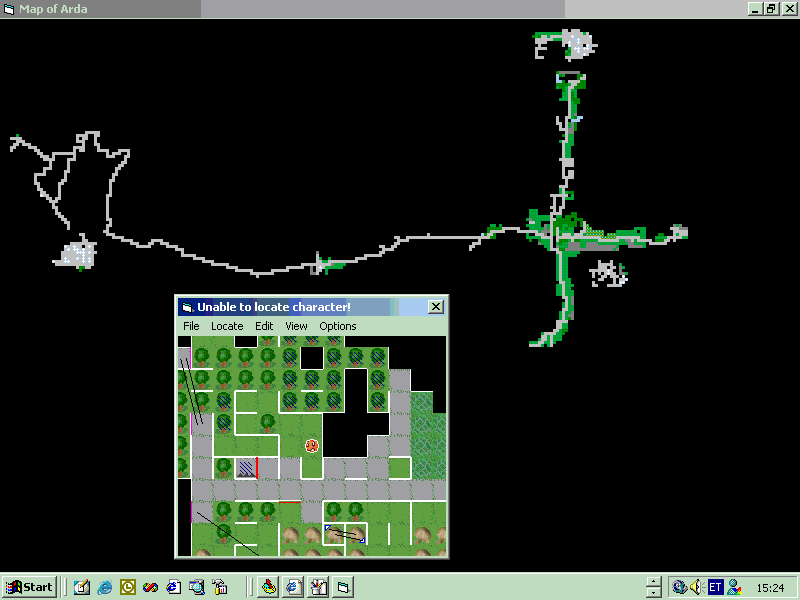 Map of Arda
Unable to locate character!
File Locate Edit View Options
Start
ET
15:24